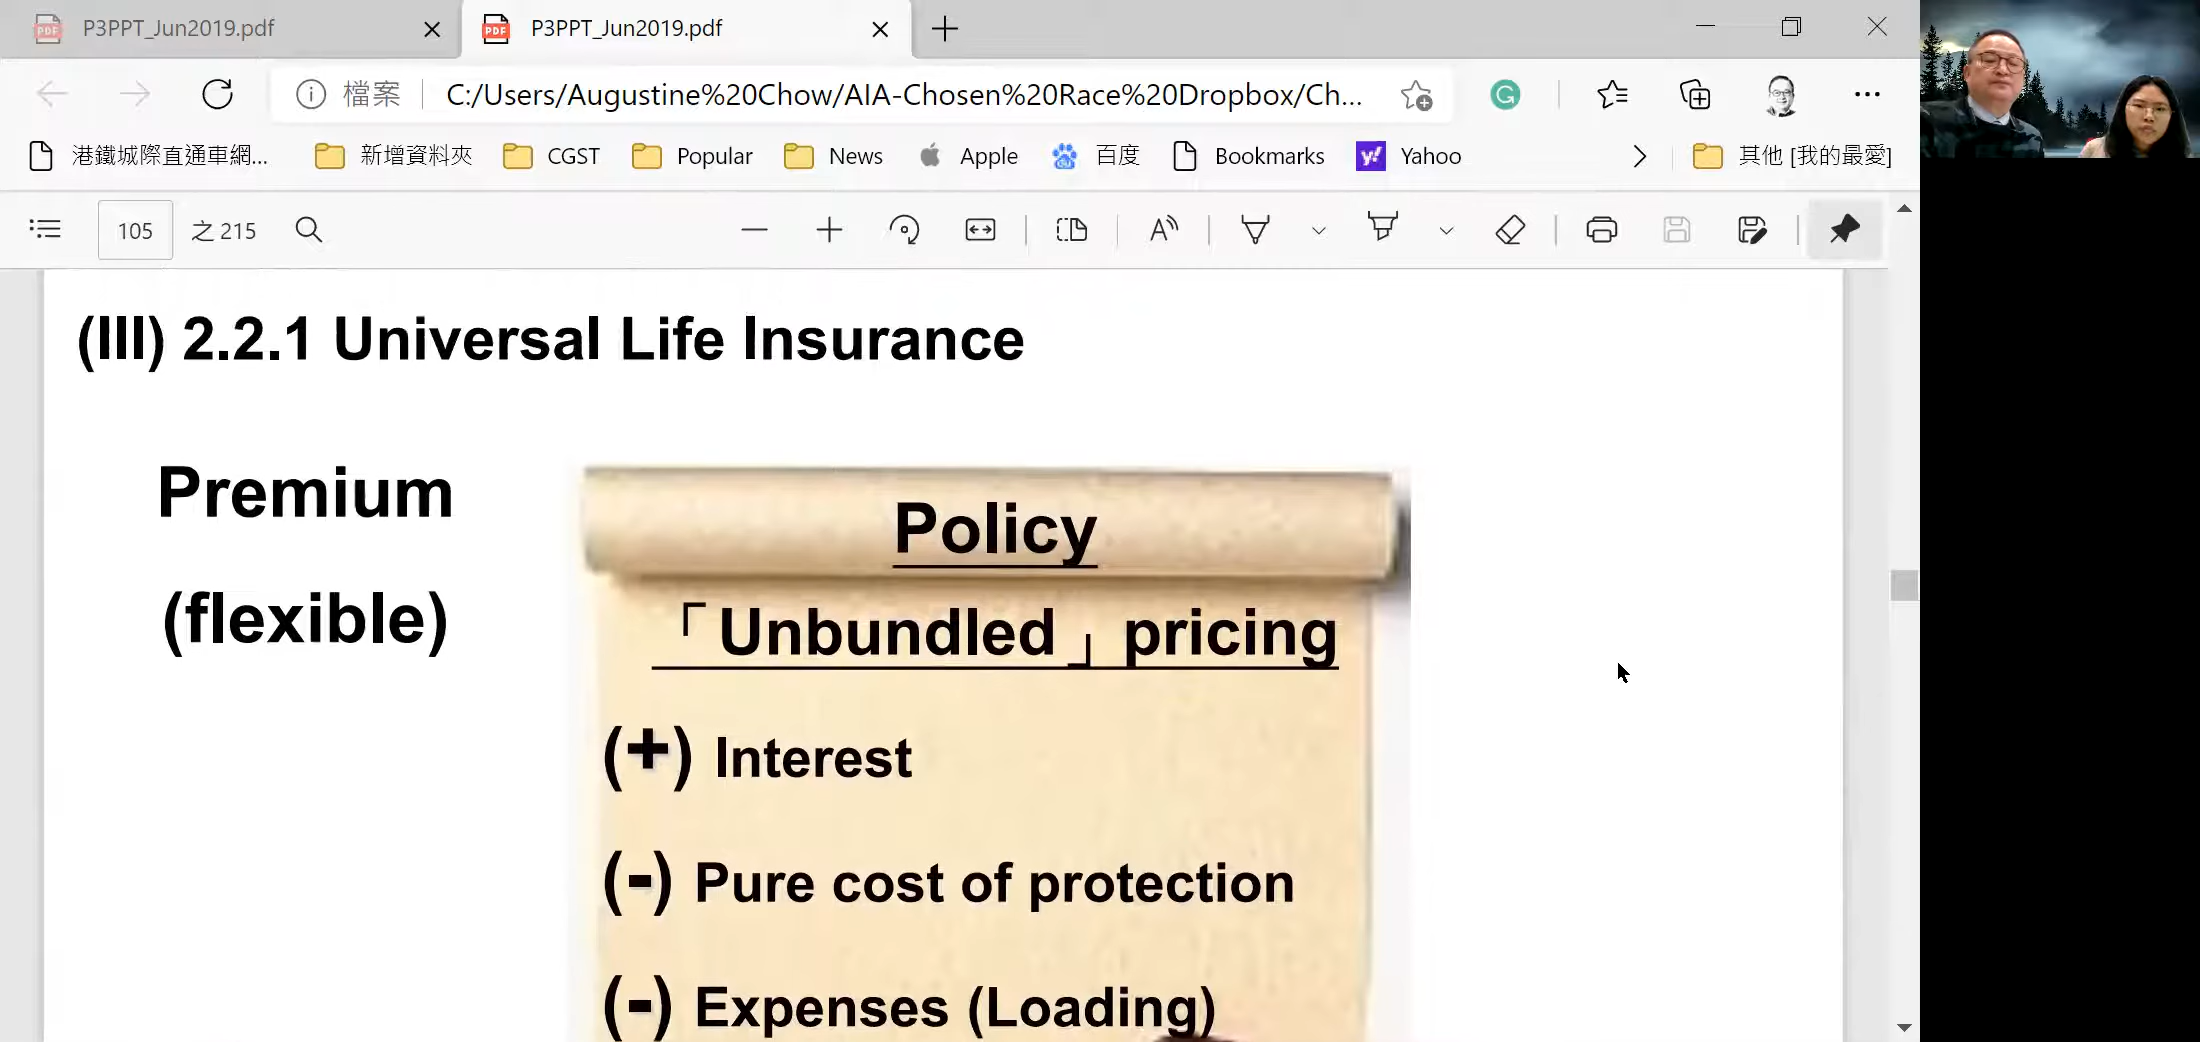 P3PPT_Jun2019.pdf
P3PPT_Jun2019.pdf
檔案 C:/Users/Augustine%20Chow/AIA-Chosen%20Race%20Dropbox/Ch...
港鐵城際直通車網... 新增資料夾 CGST Popular News Apple 百度 Bookmarks Yahoo 其他 [我的最愛]
105 之 215
(III) 2.2.1 Universal Life Insurance
Premium
(flexible)
Policy
「Unbundled」pricing
(+) Interest
(-) Pure cost of protection
(-) Expenses (Loading)